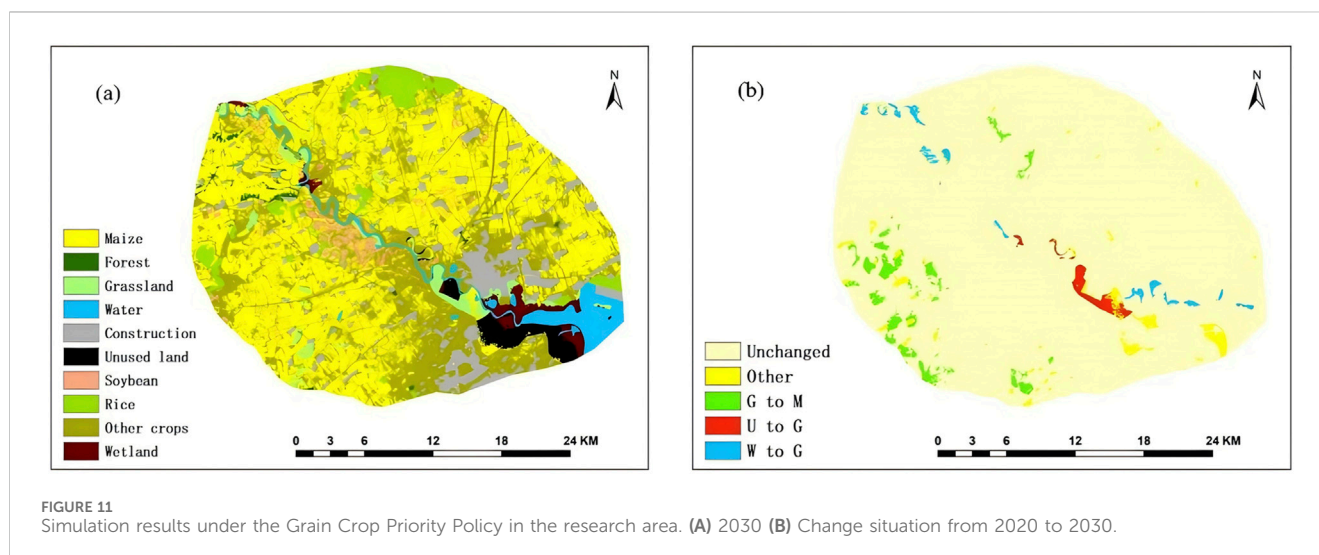 (a)
N
Maize
Forest
Grassland
Water
Construction
Unused land
Soybean
Rice
Other crops
Wetland
0 3 6 12 18 24 KM
(b)
N
Unchanged
Other
G to M
U to G
W to G
0 3 6 12 18 24 KM
FIGURE 11
Simulation results under the Grain Crop Priority Policy in the research area. (A) 2030 (B) Change situation from 2020 to 2030.